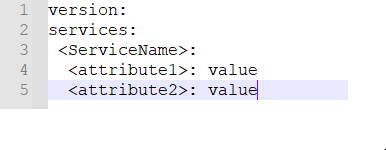 1 version:
2 services:
3  <ServiceName>:
4   <attribute1>: value
5   <attribute2>: value